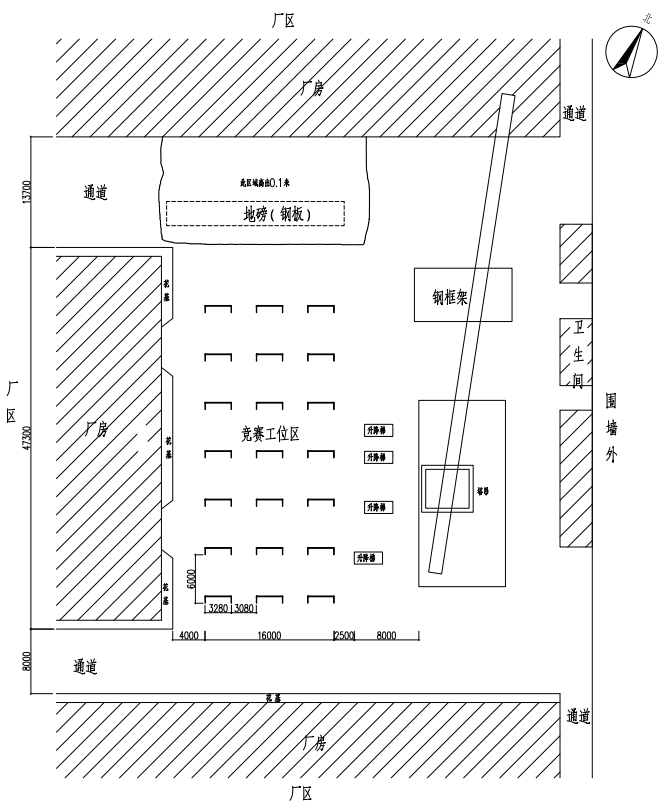 厂区
北
厂房
通道
13700
通道
此区域高出0.1米
地磅（钢板）
花基
钢框架
卫生间
厂区
47300
厂房
花基
竞赛工位区
升降梯
升降梯
围墙外
塔吊
升降梯
升降梯
花基
6000
3280
3080
4000
16000
2500
8000
8000
通道
花基
通道
厂房
厂区